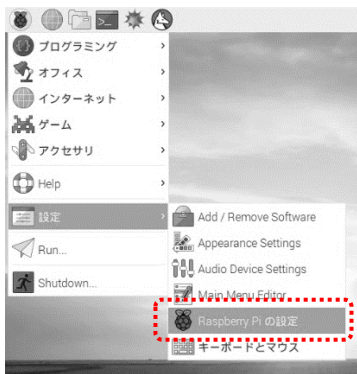 プログラミング
オフィス
インターネット
ゲーム
アクセサリ
Help
設定
Run...
Shutdown...
Add / Remove Software
Appearance Settings
Audio Device Settings
Main Menu Editor
Raspberry Pi の設定
キーボードとマウス